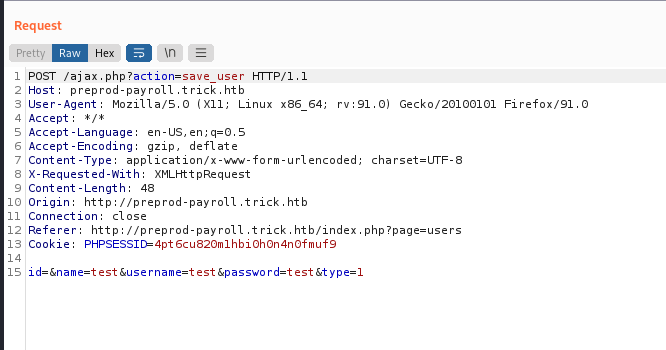 Request
Pretty Raw Hex \n
1 POST /ajax.php?action=save_user HTTP/1.1
2 Host: preprod-payroll.trick.htb
3 User-Agent: Mozilla/5.0 (X11; Linux x86_64; rv:91.0) Gecko/20100101 Firefox/91.0
4 Accept: */*
5 Accept-Language: en-US,en;q=0.5
6 Accept-Encoding: gzip, deflate
7 Content-Type: application/x-www-form-urlencoded; charset=UTF-8
8 X-Requested-With: XMLHttpRequest
9 Content-Length: 48
10 Origin: http://preprod-payroll.trick.htb
11 Connection: close
12 Referer: http://preprod-payroll.trick.htb/index.php?page=users
13 Cookie: PHPSESSID=4pt6cu820m1hbi0h0n4n0fmuf9
14
15 id=&name=test&username=test&password=test&type=1